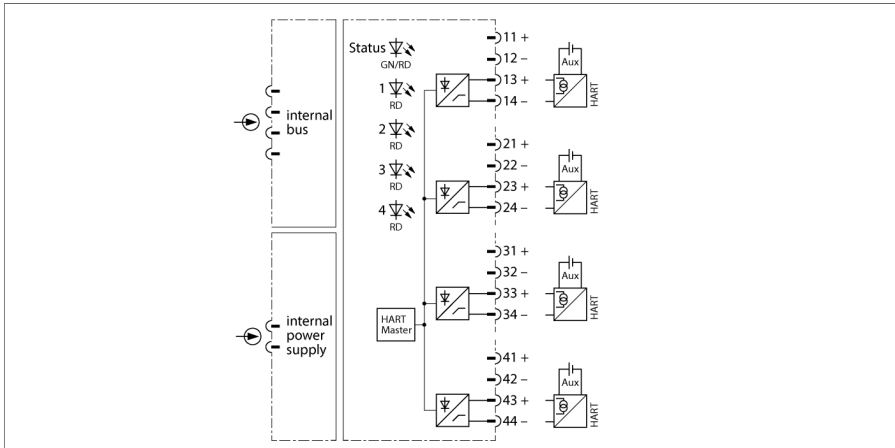 Status
GN/RD
1
RD
2
RD
3
RD
4
RD
internal
bus
internal
power
supply
HART
Master
11 +
12 –
13 +
14 –
Aux
HART
21 +
22 –
23 +
24 –
Aux
HART
31 +
32 –
33 +
34 –
Aux
HART
41 +
42 –
43 +
44 –
Aux
HART